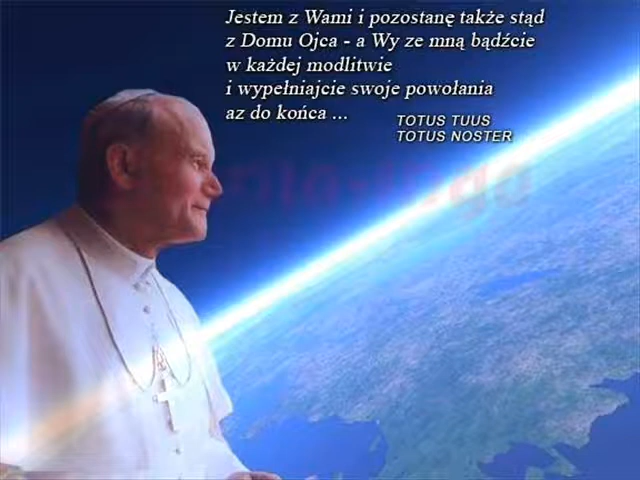 Jestem z Wami i pozostanę także stąd
z Domu Ojca - a Wy ze mną bądźcie
w każdej modlitwie
i wypełniajcie swoje powołania
az do końca ...
TOTUS TUUS
TOTUS NOSTER